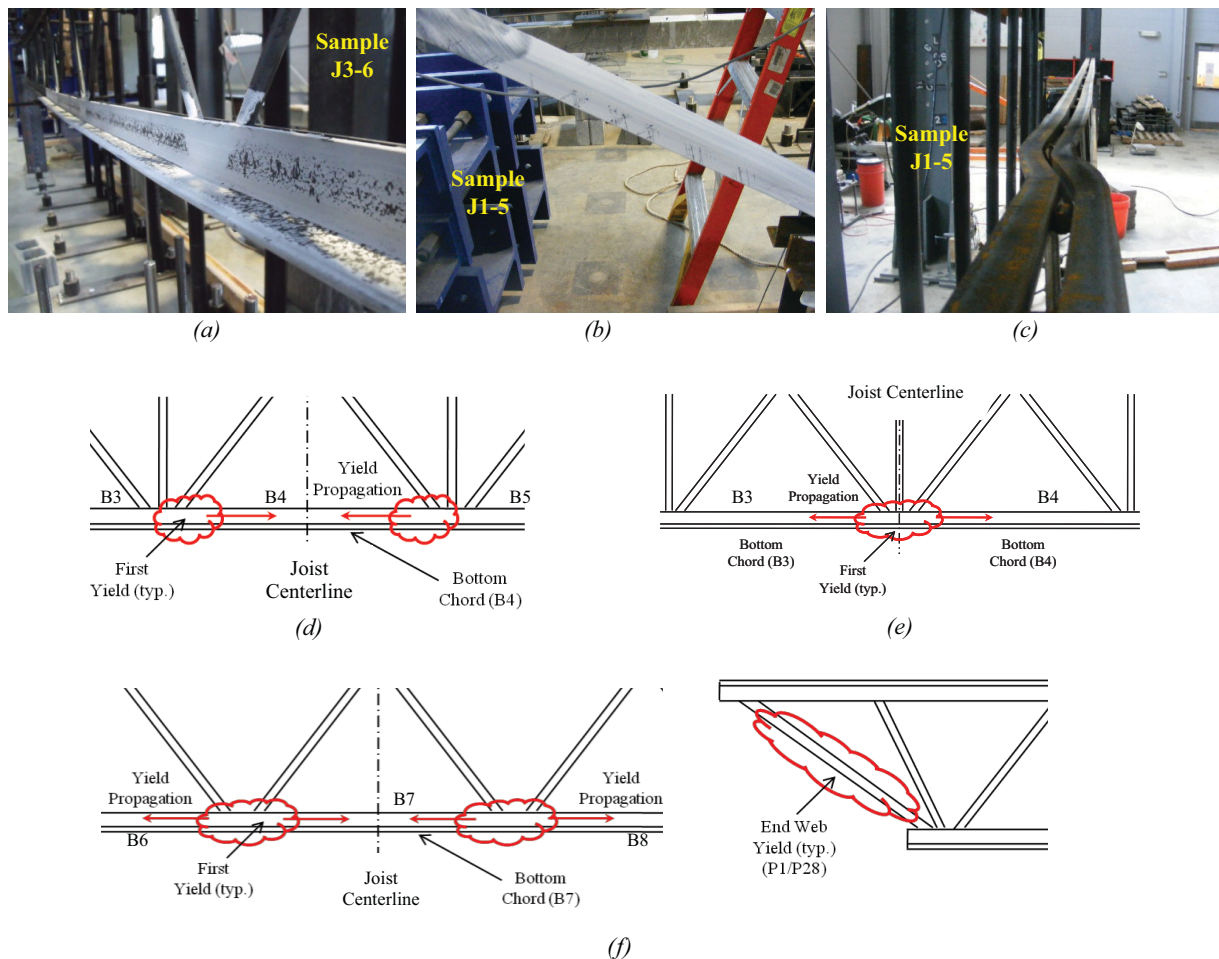 Sample
J3-6
Sample
J1-5
Sample
J1-5
(a)
(b)
(c)
B3
B4
Yield
Propagation
B5
First
Yield (typ.)
Joist
Centerline
Bottom
Chord (B4)
(d)
Joist Centerline
B3
Yield
Propagation
B4
Bottom
Chord (B3)
First
Yield (typ.)
Bottom
Chord (B4)
(e)
Yield
Propagation
B7
Yield
Propagation
B6
B8
First
Yield (typ.)
Joist
Centerline
Bottom
Chord (B7)
End Web
Yield (typ.)
(P1/P28)
(f)